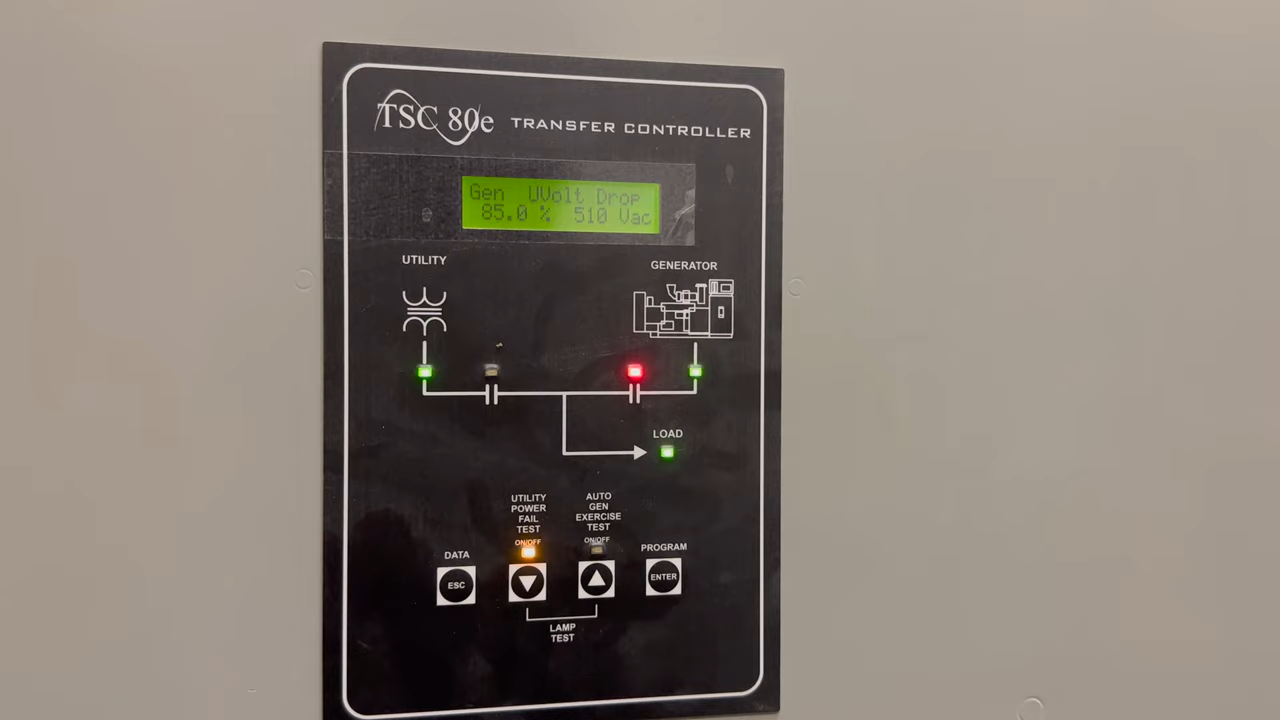 TSC 80e TRANSFER CONTROLLER
Gen UVolt Drop
85.0 % 510 Vac
UTILITY
GENERATOR
LOAD
UTILITY
POWER
FAIL
TEST
ON/OFF
AUTO
GEN
EXERCISE
TEST
ON/OFF
DATA
PROGRAM
ESC
ENTER
LAMP
TEST